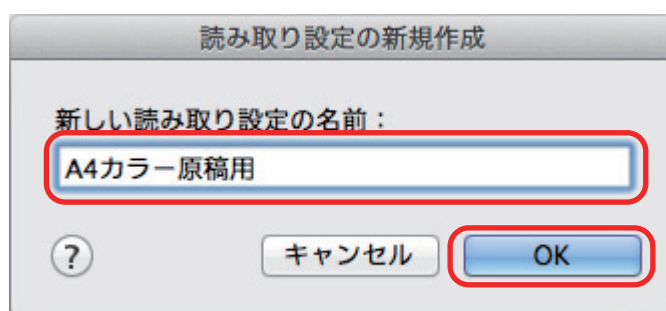 読み取り設定の新規作成
新しい読み取り設定の名前：
A4カラー原稿用
?
キャンセル
OK